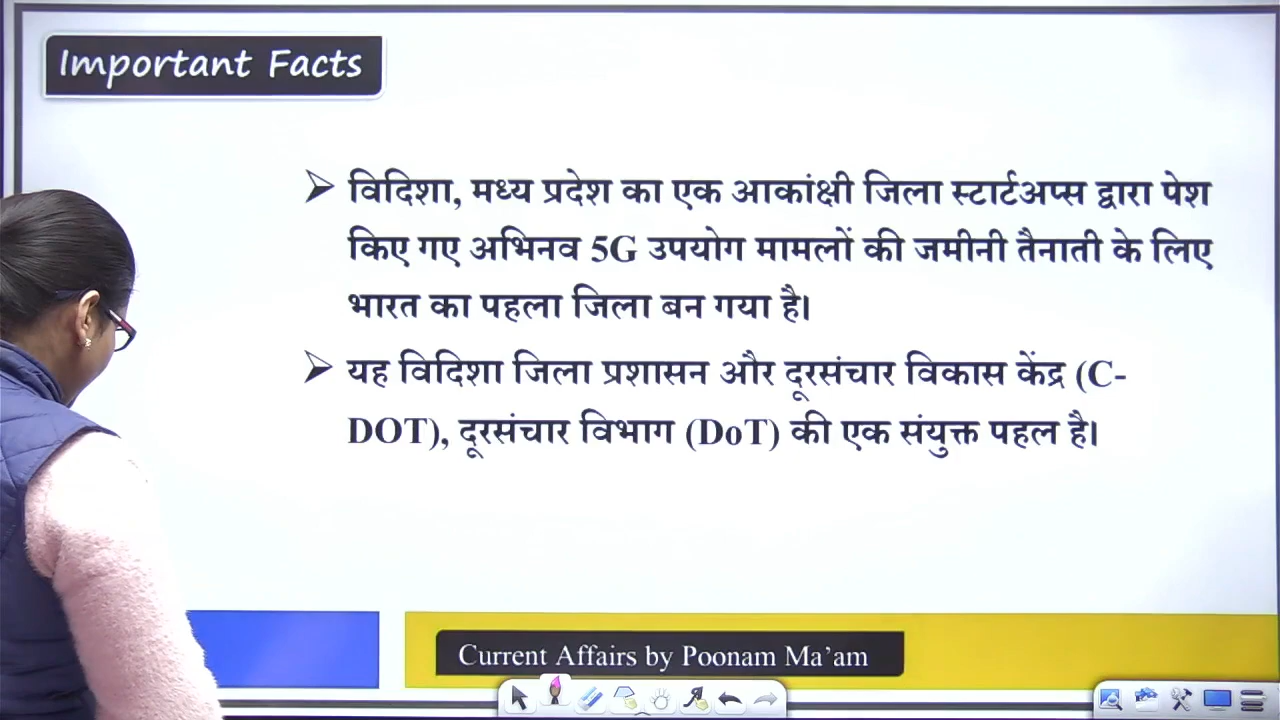 Important Facts
विदिशा, मध्य प्रदेश का एक आकांक्षी जिला स्टार्टअप्स द्वारा पेश
किए गए अभिनव 5G उपयोग मामलों की जमीनी तैनाती के लिए
भारत का पहला जिला बन गया है।
यह विदिशा जिला प्रशासन और दूरसंचार विकास केंद्र (C-
DOT), दूरसंचार विभाग (DoT) की एक संयुक्त पहल है।
Current Affairs by Poonam Ma'am